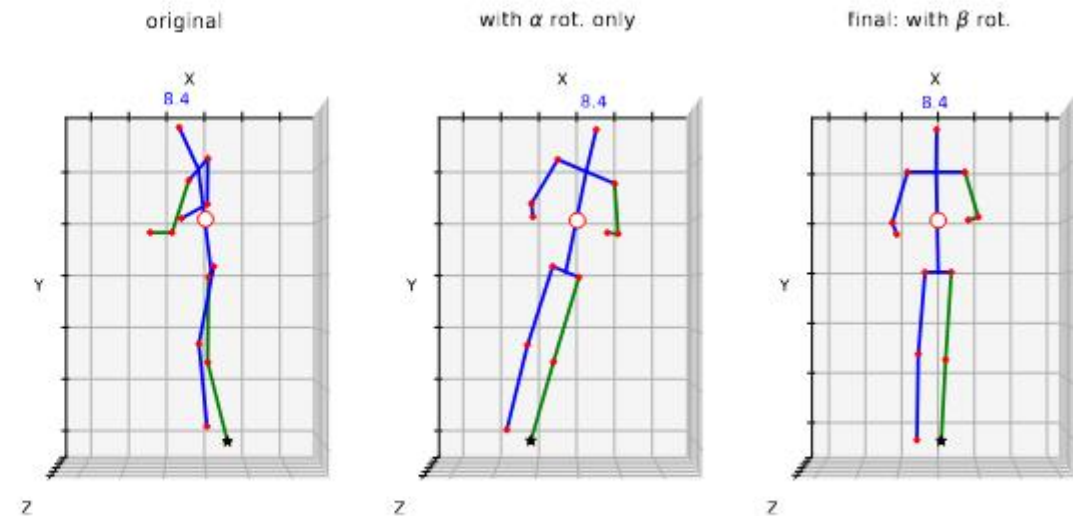 original
with α rot. only
final: with β rot.
X
8.4
X
8.4
X
8.4
Y
Y
Y
Z
Z
Z